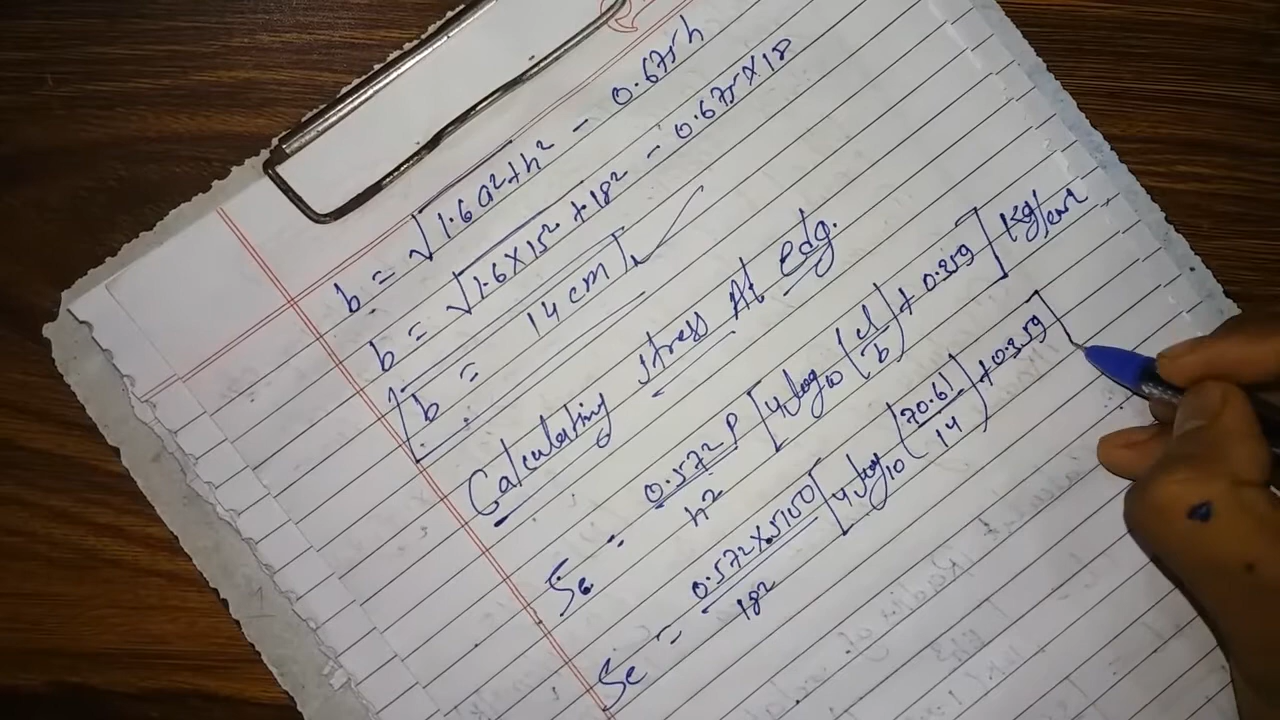 b = √1.6a²+h² - 0.675h
b = √1.6×15²+18² - 0.675×18
b = 14 cm
Calculating stress At edg.
Se = 0.572P/h² [4log₁₀(l/b)+0.359] kg/cm²
Se = 0.572×5100/18² [4log₁₀(70.61/14)+0.359]